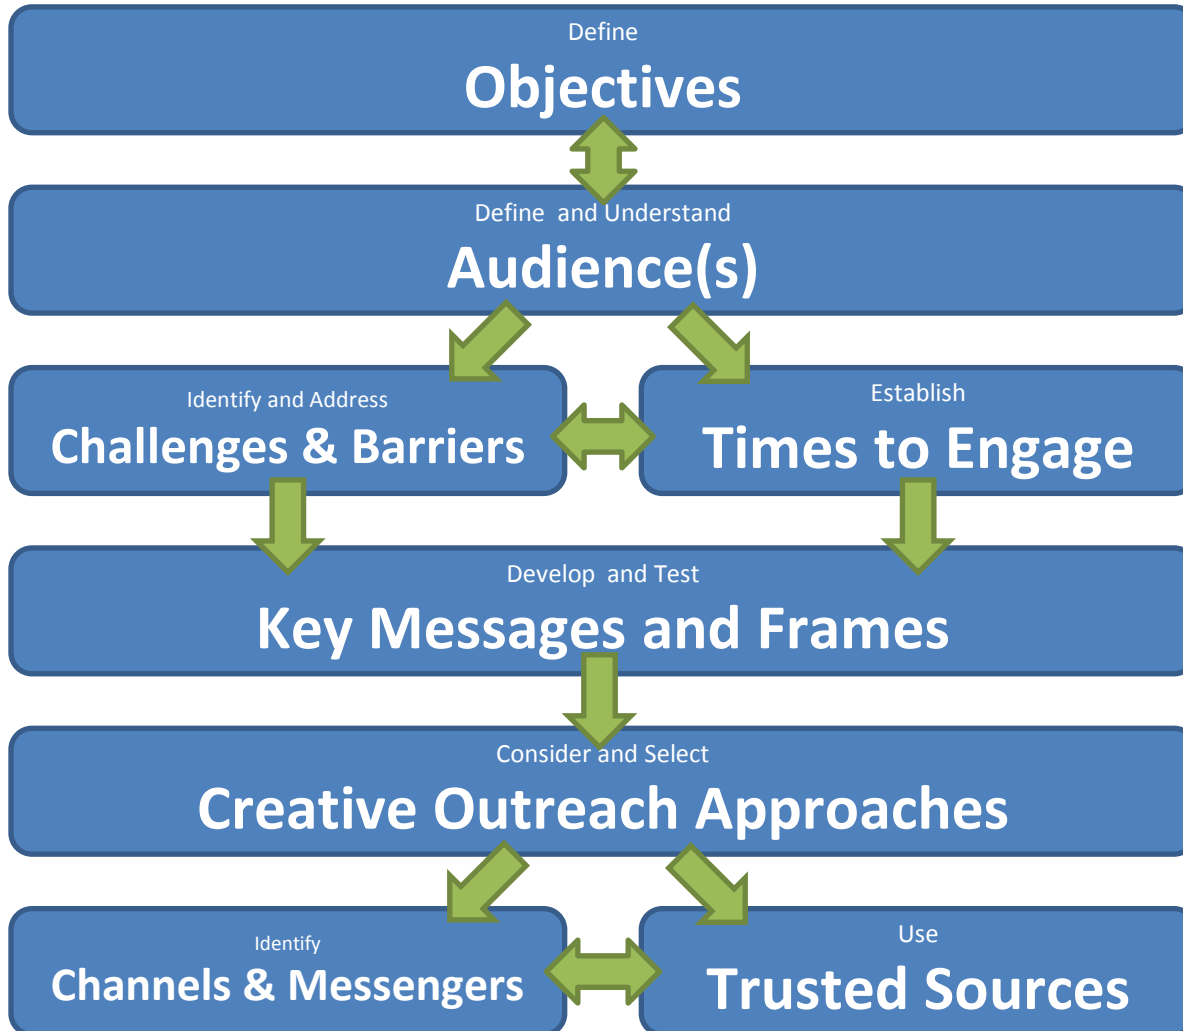 Define
Objectives
Define and Understand
Audience(s)
Identify and Address
Challenges & Barriers
Establish
Times to Engage
Develop and Test
Key Messages and Frames
Consider and Select
Creative Outreach Approaches
Identify
Channels & Messengers
Use
Trusted Sources